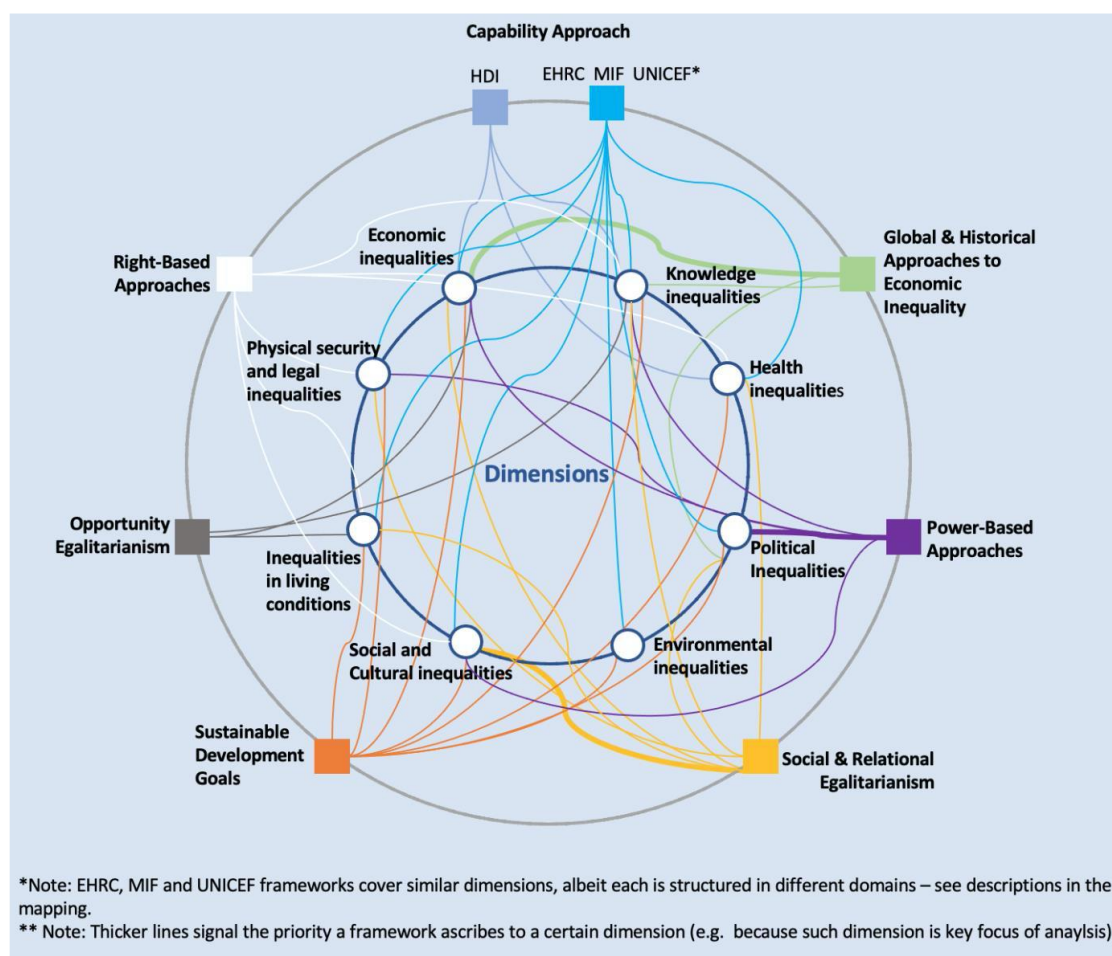 Capability Approach
HDI
EHRC MIF UNICEF*
Economic
inequalities
Knowledge
inequalities
Right-Based
Approaches
Global & Historical
Approaches to
Economic
Inequality
Physical security
and legal
inequalities
Health
inequalities
Dimensions
Opportunity
Egalitarianism
Inequalities
in living
conditions
Political
Inequalities
Power-Based
Approaches
Social and
Cultural inequalities
Environmental
inequalities
Sustainable
Development
Goals
Social & Relational
Egalitarianism
*Note: EHRC, MIF and UNICEF frameworks cover similar dimensions, albeit each is structured in different domains – see descriptions in the
mapping.
** Note: Thicker lines signal the priority a framework ascribes to a certain dimension (e.g. because such dimension is key focus of anaylsis)